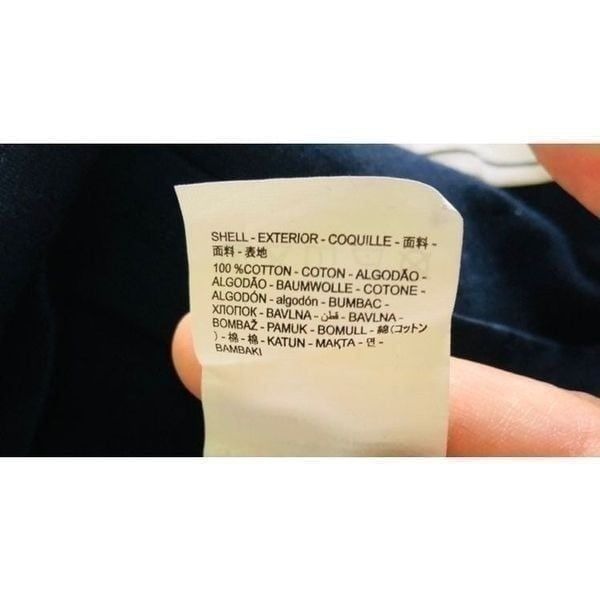 SHELL - EXTERIOR - COQUILLE - 面料 -
面料 - 表地
100 %COTTON - COTON - ALGODÃO -
ALGODÃO - BAUMWOLLE - COTONE -
ALGODÓN - algodón - BUMBAC -
ХЛОПОК - BAVLNA - قطن - BAVLNA -
BOMBAŽ - PAMUK - BOMULL - 綿(コットン
) - 棉 - 棉 - KATUN - МАҚТА - 면 -
BAMBAKI